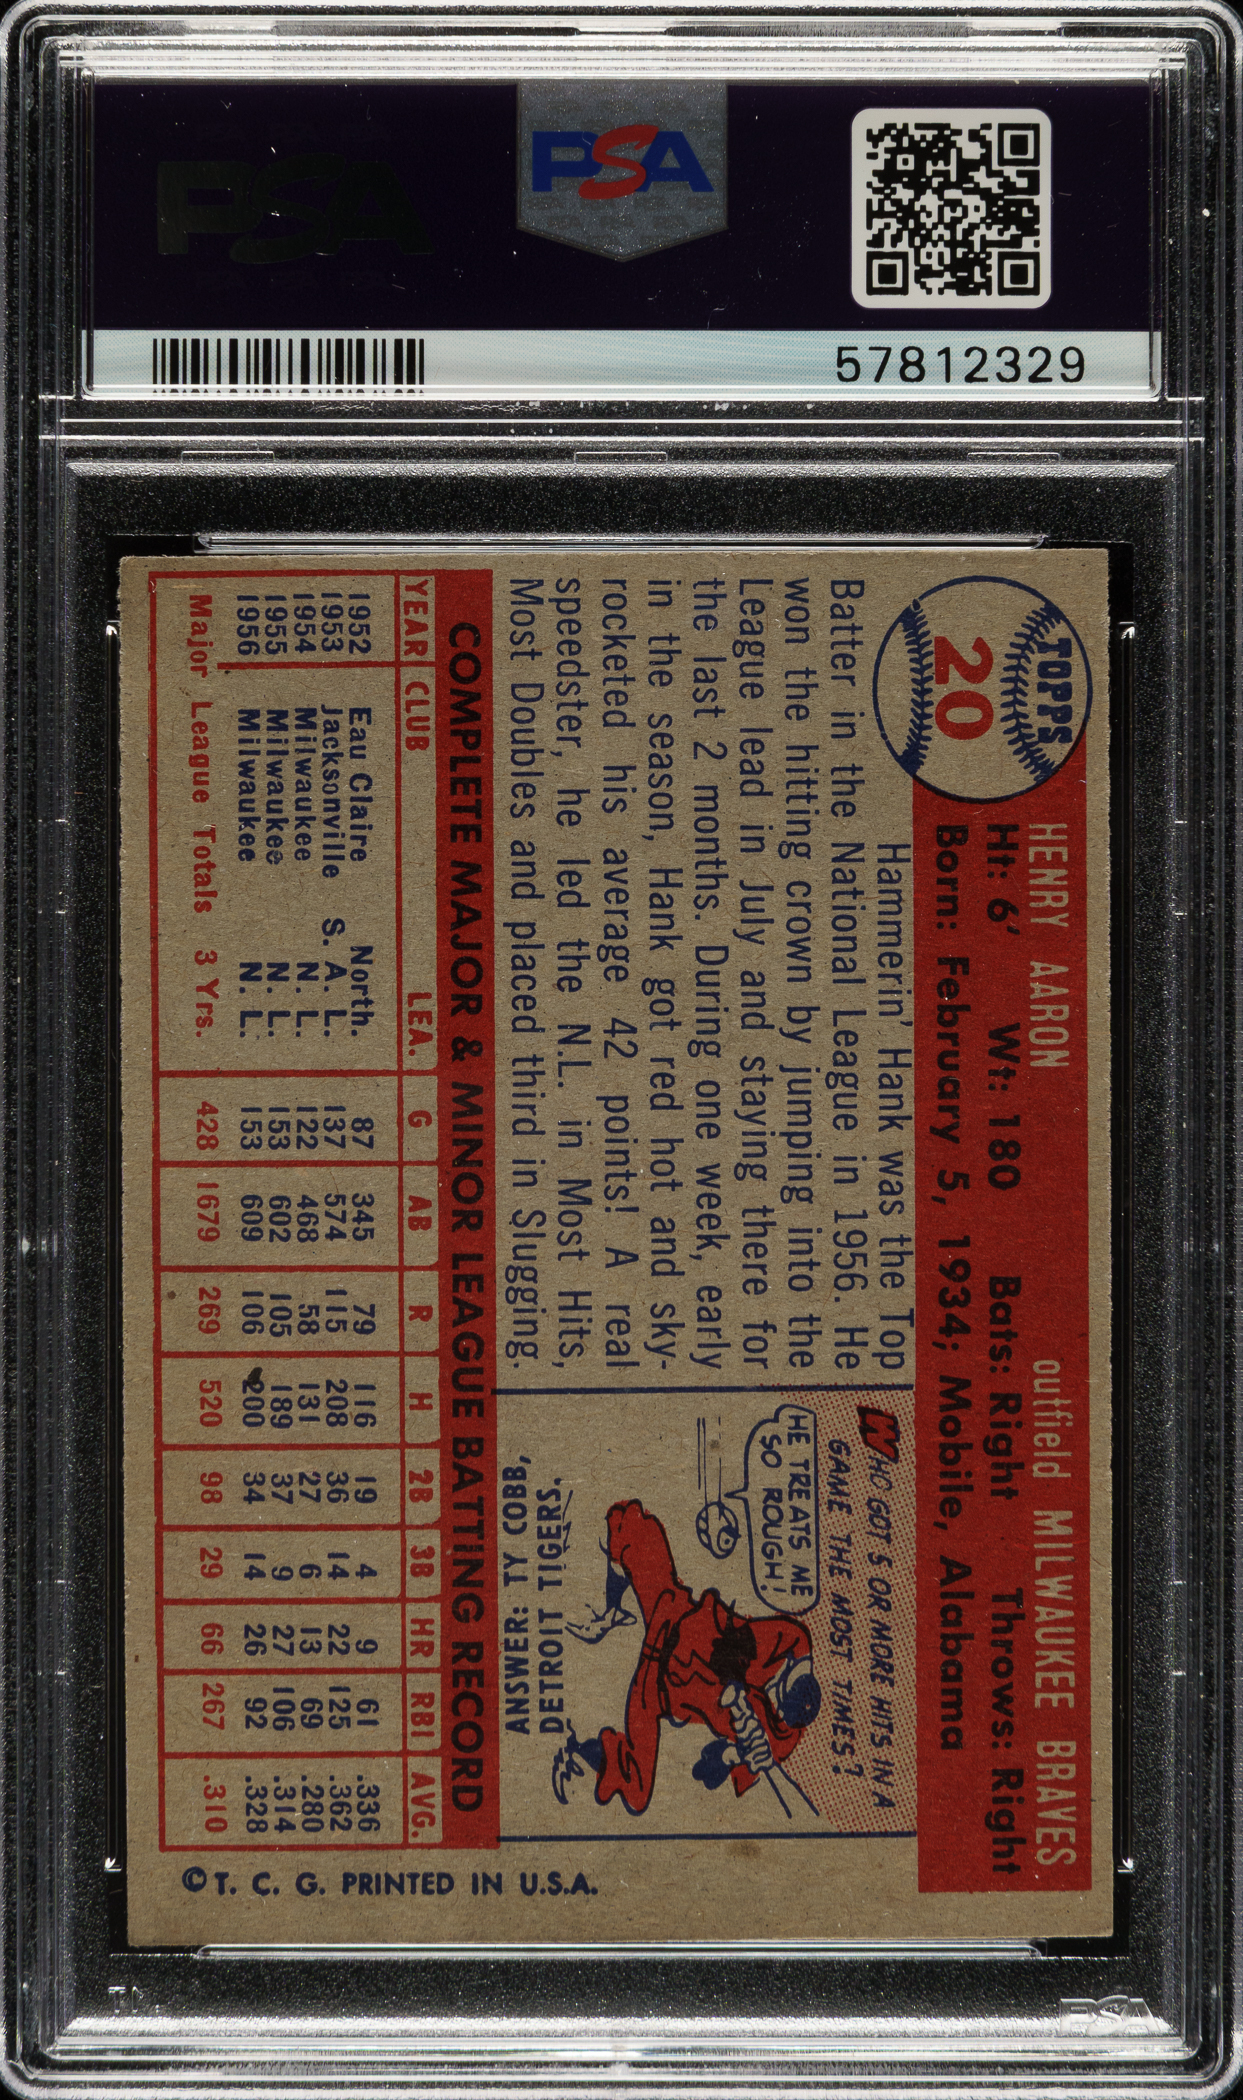 PSA
PSA
57812329
TOPPS
20
HENRY AARON outfield MILWAUKEE BRAVES
Ht: 6' Wt: 180 Bats: Right Throws: Right
Born: February 5, 1934; Mobile, Alabama
Hammerin' Hank was the Top
Batter in the National League in 1956. He
won the hitting crown by jumping into the
League lead in July and staying there for
the last 2 months. During one week, early
in the season, Hank got red hot and sky-
rocketed his average 42 points! A real
speedster, he led the N.L. in Most Hits,
Most Doubles and placed third in Slugging.
WHO GOT 5 OR MORE HITS IN A
GAME THE MOST TIMES?
HE TREATS ME
SO ROUGH!
ANSWER: TY COBB,
DETROIT TIGERS.
COMPLETE MAJOR & MINOR LEAGUE BATTING RECORD
YEAR CLUB LEA. G AB R H 2B 3B HR RBI AVG.
1952 Eau Claire North. 87 345 79 116 19 4 9 61 .336
1953 Jacksonville S. A. L. 137 574 115 208 36 14 22 125 .362
1954 Milwaukee N. L. 122 468 58 131 27 6 13 69 .280
1955 Milwaukee N. L. 153 602 105 189 37 9 27 106 .314
1956 Milwaukee N. L. 153 609 106 200 34 14 26 92 .328
Major League Totals 3 Yrs. 428 1679 269 520 98 29 66 267 .310
© T. C. G. PRINTED IN U.S.A.
PSA